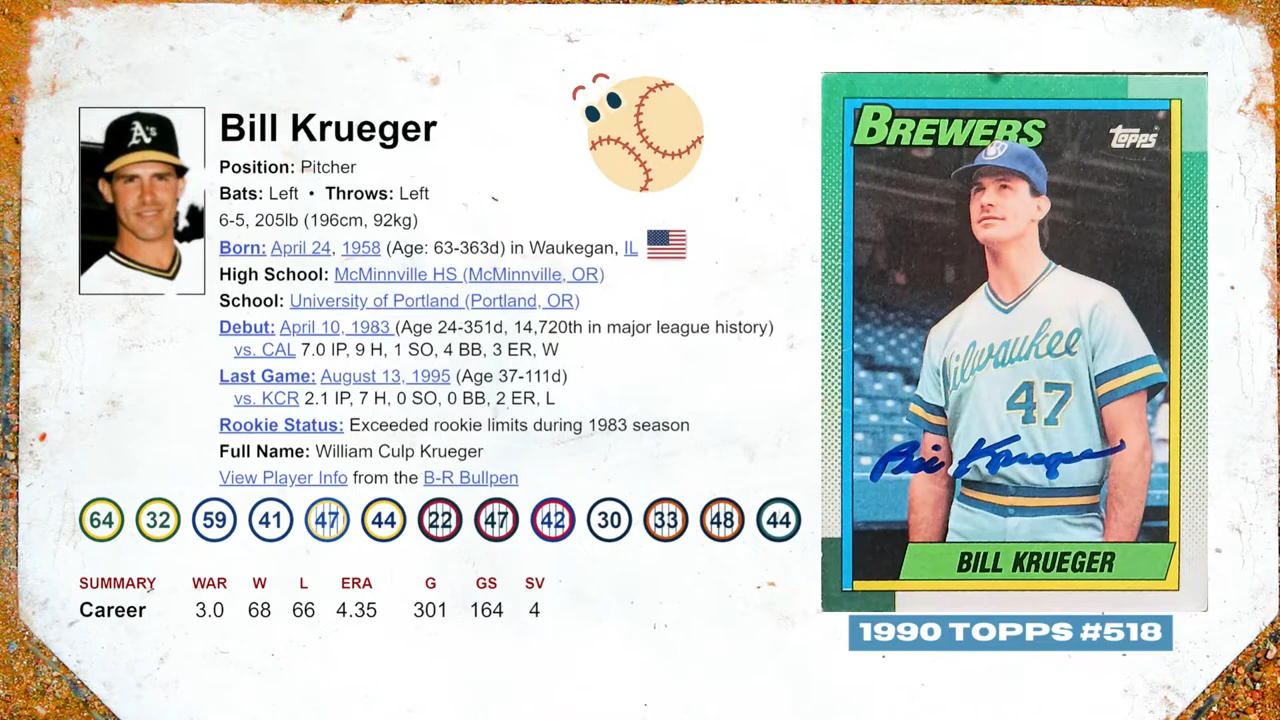 Bill Krueger
Position: Pitcher
Bats: Left • Throws: Left
6-5, 205lb (196cm, 92kg)
Born: April 24, 1958 (Age: 63-363d) in Waukegan, IL
High School: McMinnville HS (McMinnville, OR)
School: University of Portland (Portland, OR)
Debut: April 10, 1983 (Age 24-351d, 14,720th in major league history)
vs. CAL 7.0 IP, 9 H, 1 SO, 4 BB, 3 ER, W
Last Game: August 13, 1995 (Age 37-111d)
vs. KCR 2.1 IP, 7 H, 0 SO, 0 BB, 2 ER, L
Rookie Status: Exceeded rookie limits during 1983 season
Full Name: William Culp Krueger
View Player Info from the B-R Bullpen
64 32 59 41 47 44 22 47 42 30 33 48 44
SUMMARY WAR W L ERA G GS SV
Career 3.0 68 66 4.35 301 164 4
A's
BREWERS
topps
Milwaukee
47
Bill Krueger
BILL KRUEGER
1990 TOPPS #518